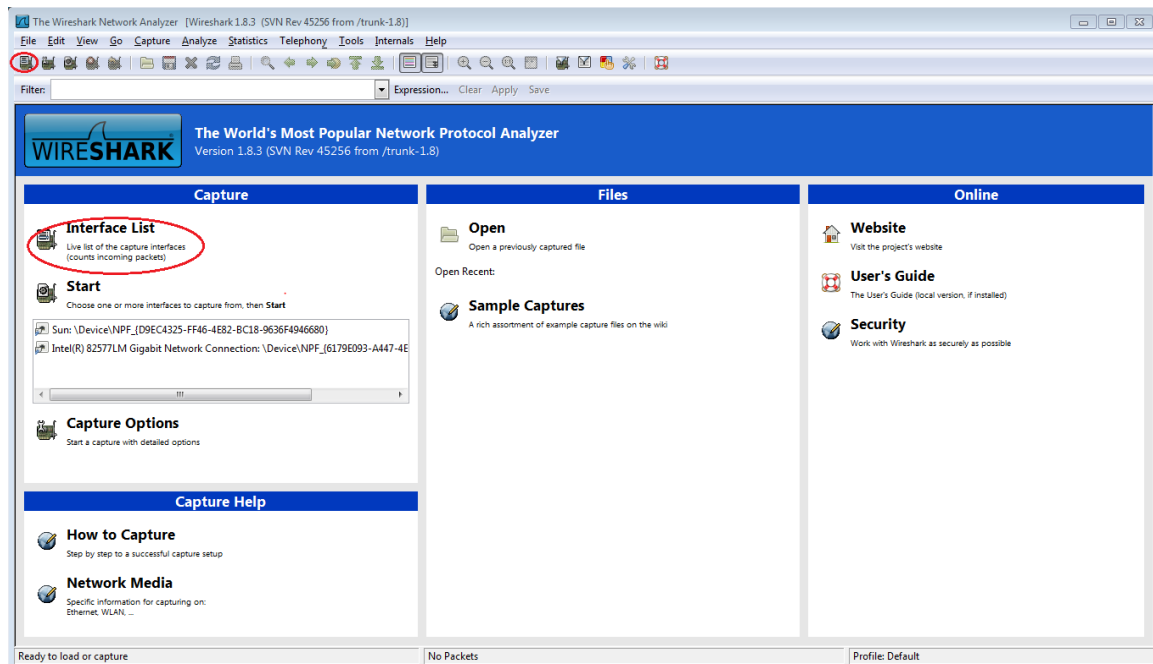 The Wireshark Network Analyzer [Wireshark 1.8.3 (SVN Rev 45256 from /trunk-1.8)]
File Edit View Go Capture Analyze Statistics Telephony Tools Internals Help
Filter: Expression... Clear Apply Save
WIRESHARK
The World's Most Popular Network Protocol Analyzer
Version 1.8.3 (SVN Rev 45256 from /trunk-1.8)
Capture
Interface List
Live list of the capture interfaces
(counts incoming packets)
Start
Choose one or more interfaces to capture from, then Start
Sun: \Device\NPF_{D9EC4325-FF46-4E82-BC18-9636F4946680}
Intel(R) 82577LM Gigabit Network Connection: \Device\NPF_{6179E093-A447-4E
Capture Options
Start a capture with detailed options
Capture Help
How to Capture
Step by step to a successful capture setup
Network Media
Specific information for capturing on:
Ethernet, WLAN, ...
Files
Open
Open a previously captured file
Open Recent:
Sample Captures
A rich assortment of example capture files on the wiki
Online
Website
Visit the project's website
User's Guide
The User's Guide (local version, if installed)
Security
Work with Wireshark as securely as possible
Ready to load or capture
No Packets
Profile: Default